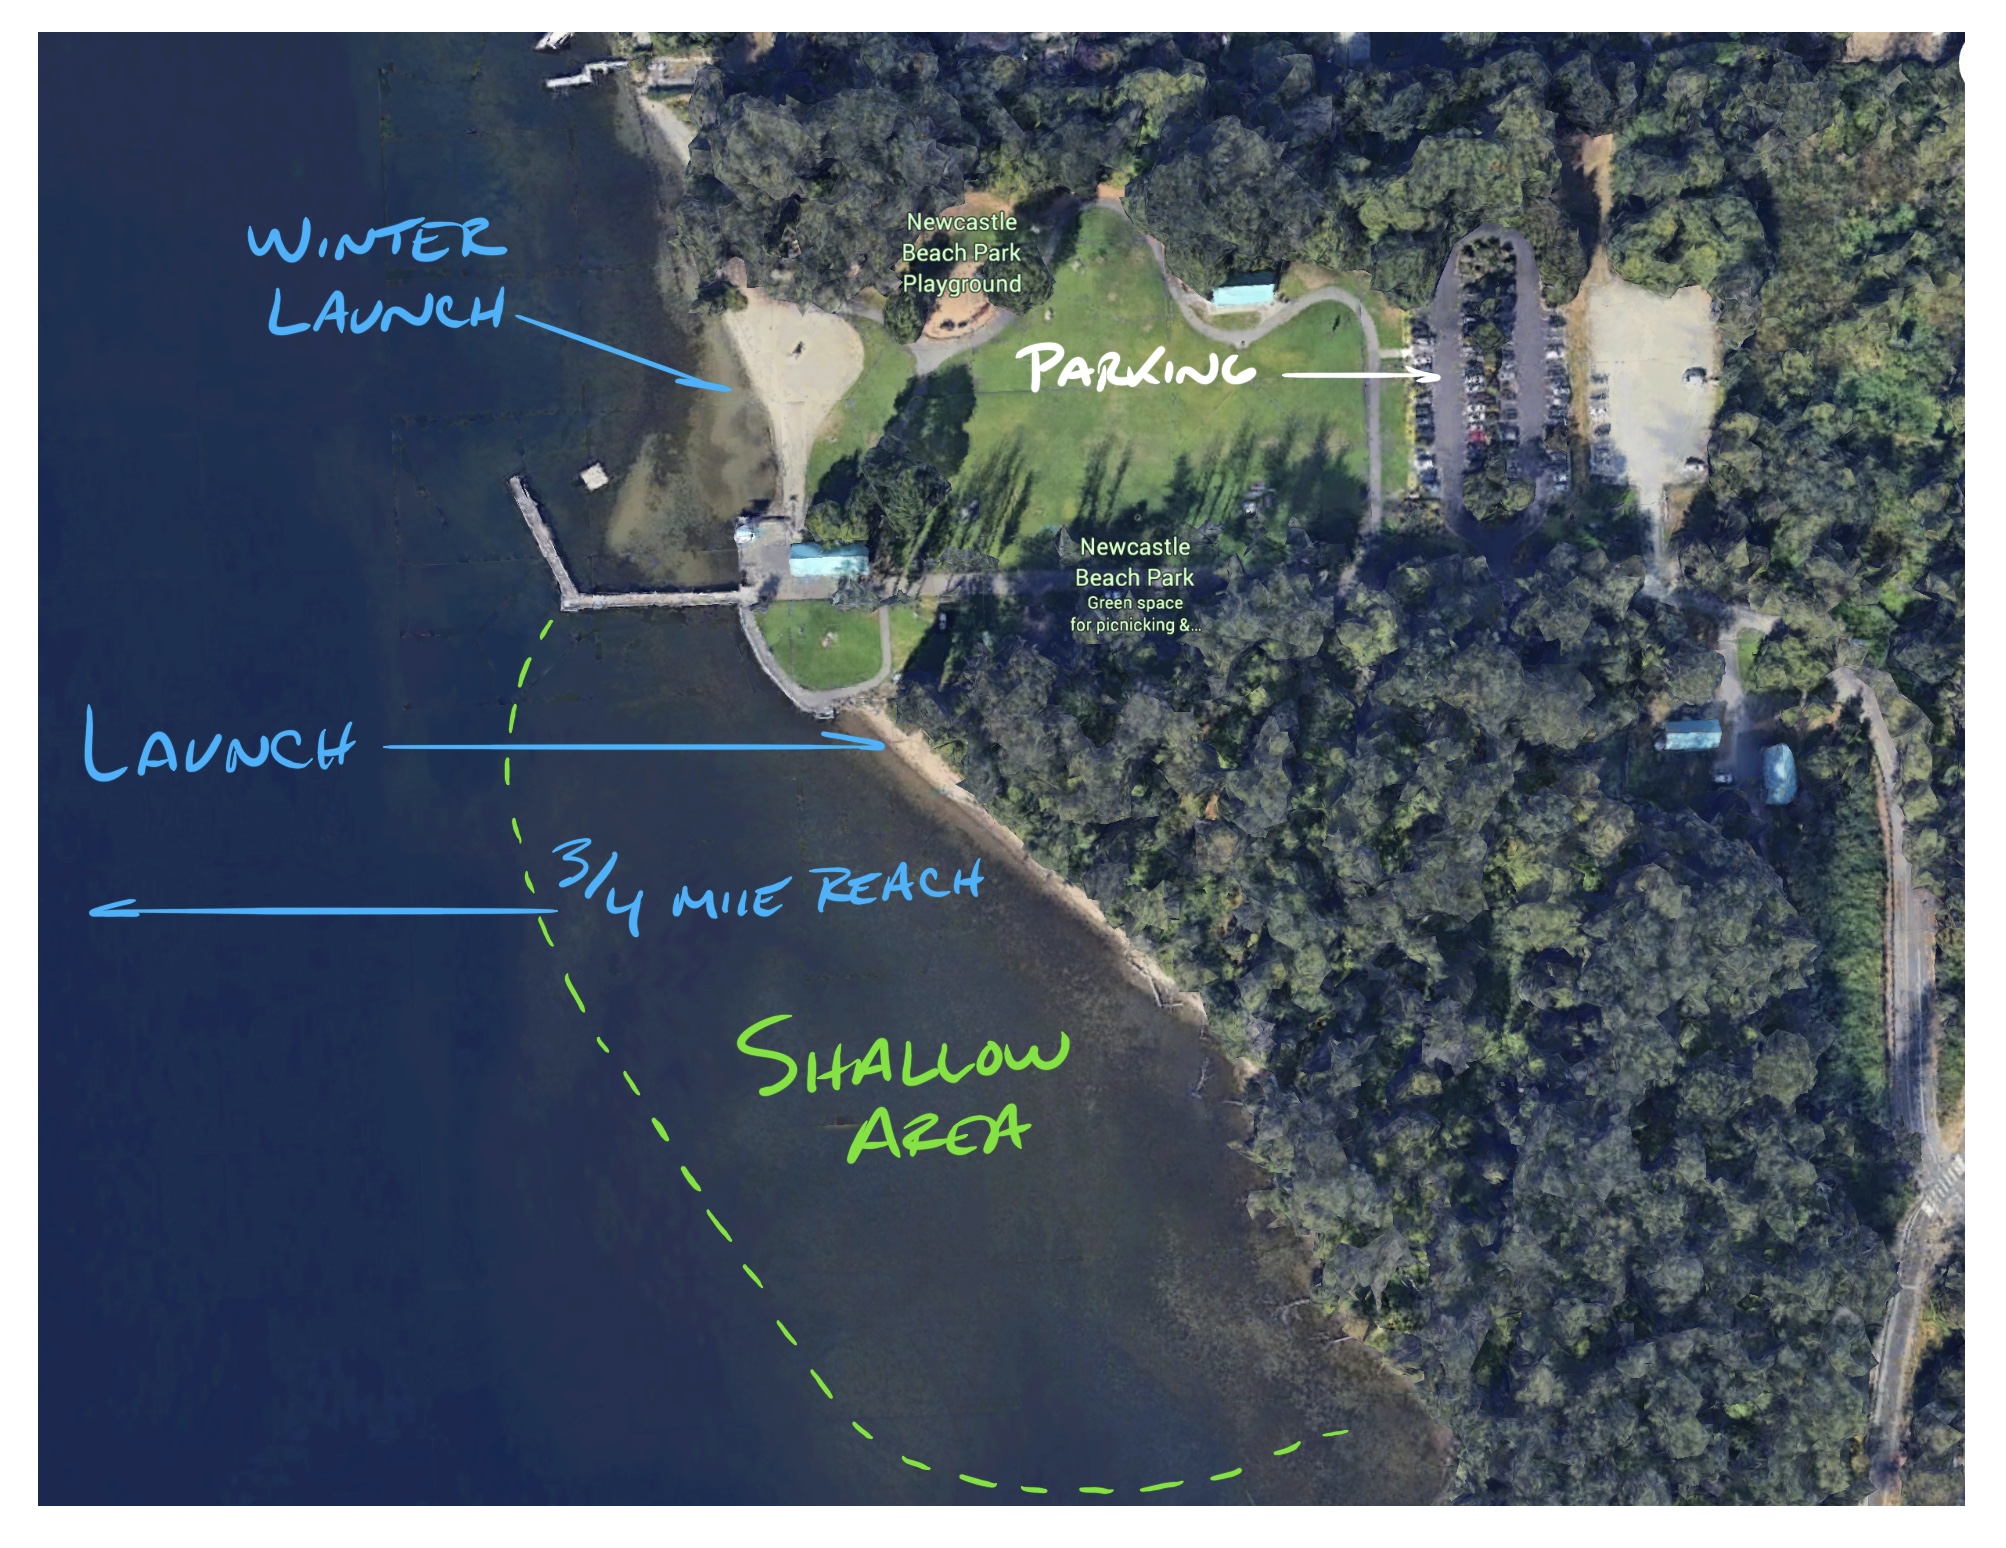 Newcastle
Beach Park
Playground
WINTER
LAUNCH
PARKING
Newcastle
Beach Park
Green space
for picnicking &...
LAUNCH
3/4 MILE REACH
SHALLOW
AREA